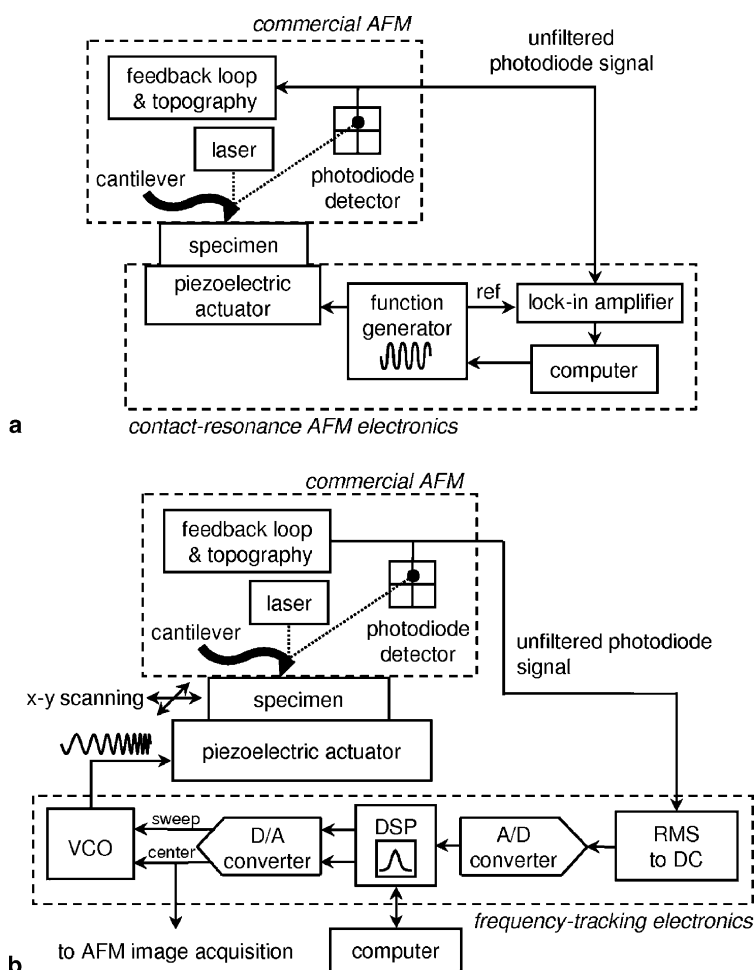 commercial AFM
unfiltered
photodiode signal
feedback loop
& topography
laser
cantilever
photodiode
detector
specimen
piezoelectric
actuator
function
generator
ref
lock-in amplifier
computer
a
contact-resonance AFM electronics
commercial AFM
feedback loop
& topography
laser
cantilever
photodiode
detector
unfiltered photodiode
signal
x-y scanning
specimen
piezoelectric actuator
VCO
sweep
center
D/A
converter
DSP
A/D
converter
RMS
to DC
frequency-tracking electronics
to AFM image acquisition
computer
b